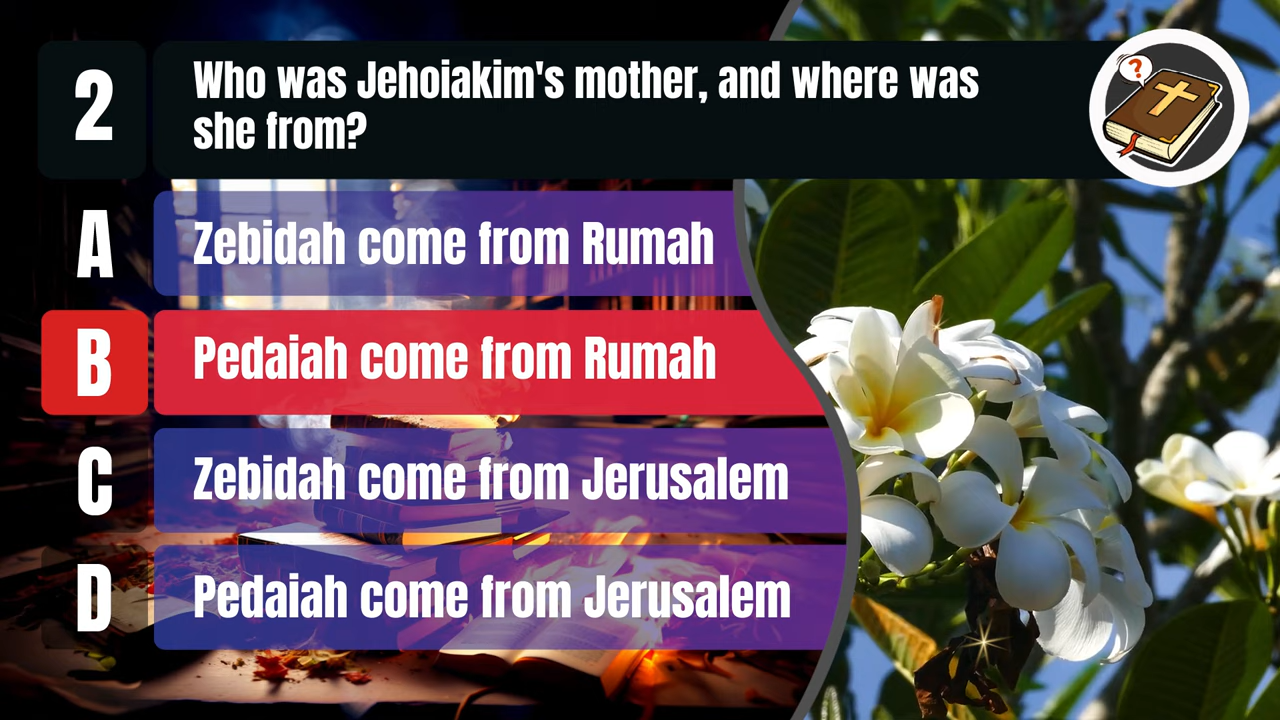 2
Who was Jehoiakim's mother, and where was
she from?
?
A
Zebidah come from Rumah
B
Pedaiah come from Rumah
C
Zebidah come from Jerusalem
D
Pedaiah come from Jerusalem